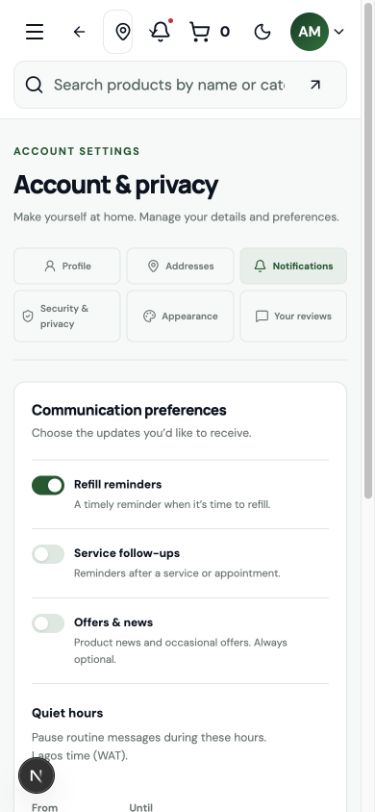 AM
0
Search products by name or cate
ACCOUNT SETTINGS
Account & privacy
Make yourself at home. Manage your details and preferences.
Profile
Addresses
Notifications
Security &
privacy
Appearance
Your reviews
Communication preferences
Choose the updates you'd like to receive.
Refill reminders
A timely reminder when it's time to refill.
Service follow-ups
Reminders after a service or appointment.
Offers & news
Product news and occasional offers. Always
optional.
Quiet hours
Pause routine messages during these hours.
Lagos time (WAT).
N
From
Until